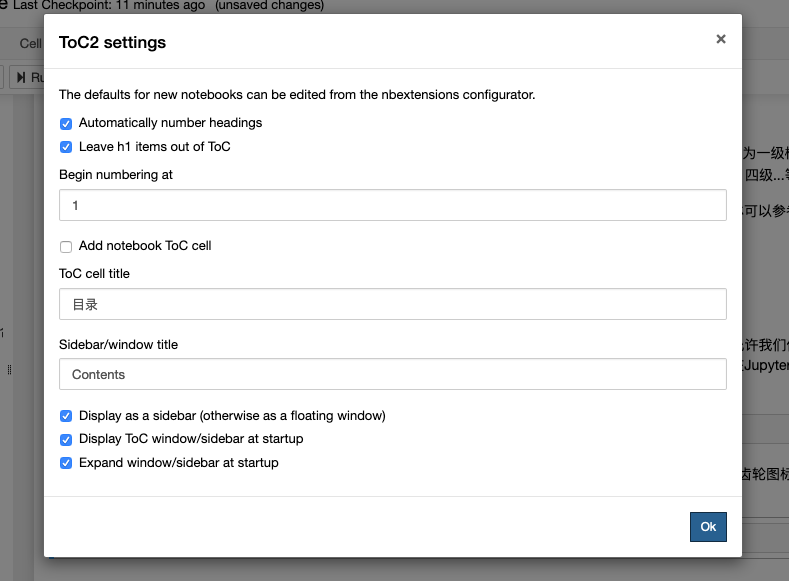 Last Checkpoint: 11 minutes ago (unsaved changes)
Cell
ToC2 settings
×
The defaults for new notebooks can be edited from the nbextensions configurator.
Automatically number headings
为一级
Leave h1 items out of ToC
Begin numbering at
四级...
1
可以参
Add notebook ToC cell
ToC cell title
目录
Sidebar/window title
许我们
Jupyter
Contents
Display as a sidebar (otherwise as a floating window)
Display ToC window/sidebar at startup
Expand window/sidebar at startup
齿轮图标
Ok